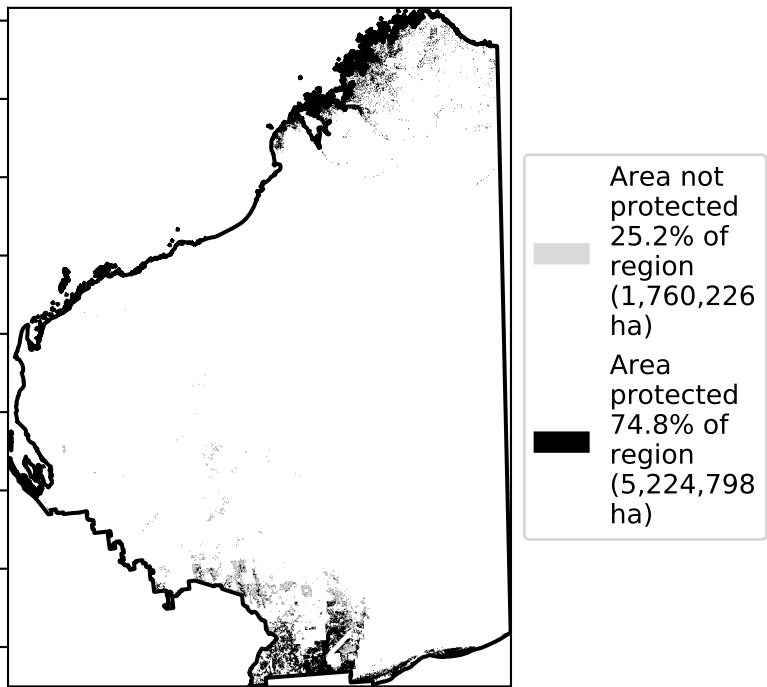 Area not
protected
25.2% of
region
(1,760,226
ha)
Area
protected
74.8% of
region
(5,224,798
ha)